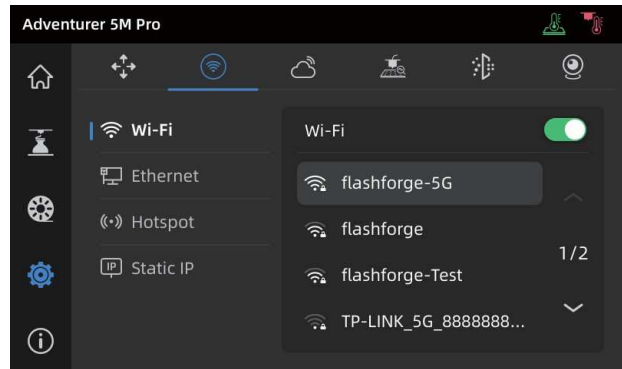 Adventurer 5M Pro
Wi-Fi
Ethernet
Hotspot
IP Static IP
Wi-Fi
flashforge-5G
flashforge
flashforge-Test
TP-LINK_5G_8888888...
1/2